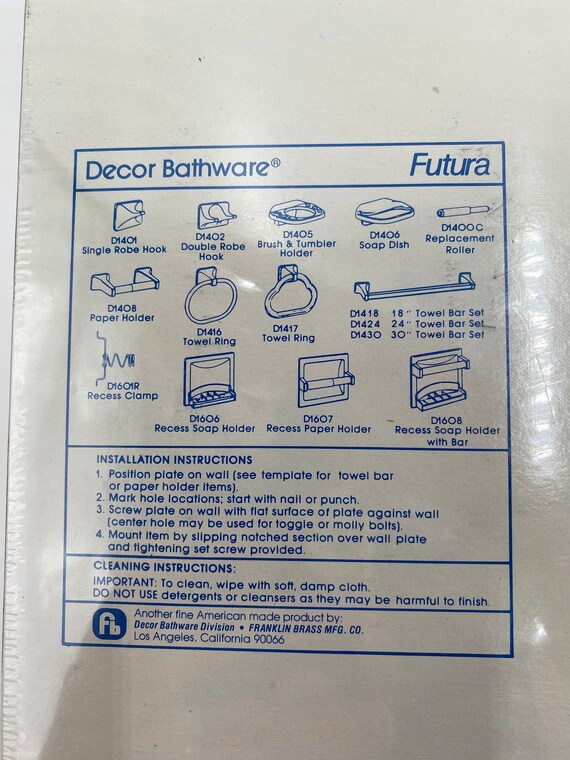 Decor Bathware® Futura
D1401
Single Robe Hook
D1402
Double Robe
Hook
D1405
Brush & Tumbler
Holder
D1406
Soap Dish
D1400C
Replacement
Roller
D1408
Paper Holder
D1416
Towel Ring
D1417
Towel Ring
D1418 18" Towel Bar Set
D1424 24" Towel Bar Set
D1430 30" Towel Bar Set
D1601R
Recess Clamp
D1606
Recess Soap Holder
D1607
Recess Paper Holder
D1608
Recess Soap Holder
with Bar
INSTALLATION INSTRUCTIONS
1. Position plate on wall (see template for towel bar
or paper holder items).
2. Mark hole locations; start with nail or punch.
3. Screw plate on wall with flat surface of plate against wall
(center hole may be used for toggle or molly bolts).
4. Mount item by slipping notched section over wall plate
and tightening set screw provided.
CLEANING INSTRUCTIONS:
IMPORTANT: To clean, wipe with soft, damp cloth.
DO NOT USE detergents or cleansers as they may be harmful to finish.
fb
Another fine American made product by:
Decor Bathware Division • FRANKLIN BRASS MFG. CO.
Los Angeles, California 90066